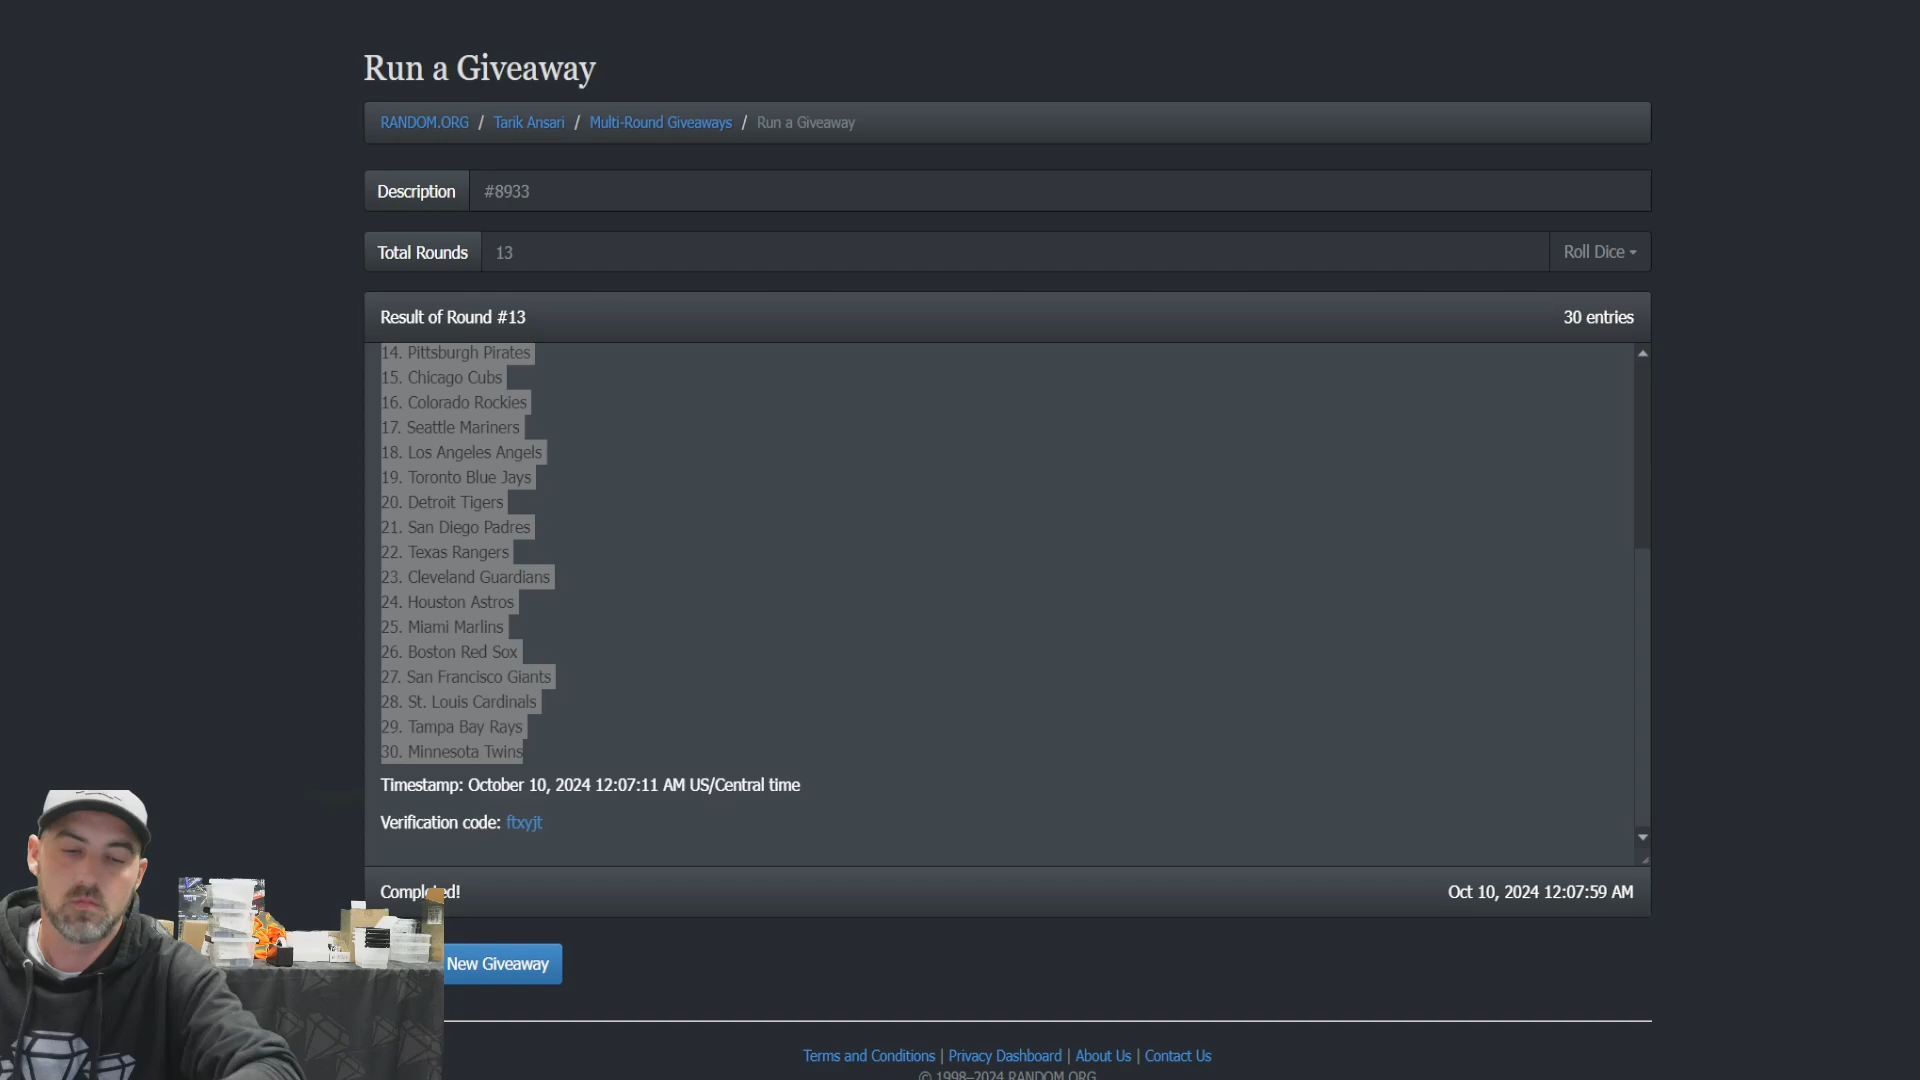 Run a Giveaway
RANDOM.ORG / Tarik Ansari / Multi-Round Giveaways / Run a Giveaway
Description #8933
Total Rounds 13 Roll Dice
Result of Round #13 30 entries
14. Pittsburgh Pirates
15. Chicago Cubs
16. Colorado Rockies
17. Seattle Mariners
18. Los Angeles Angels
19. Toronto Blue Jays
20. Detroit Tigers
21. San Diego Padres
22. Texas Rangers
23. Cleveland Guardians
24. Houston Astros
25. Miami Marlins
26. Boston Red Sox
27. San Francisco Giants
28. St. Louis Cardinals
29. Tampa Bay Rays
30. Minnesota Twins
Timestamp: October 10, 2024 12:07:11 AM US/Central time
Verification code: ftxyjt
Completed! Oct 10, 2024 12:07:59 AM
New Giveaway
Terms and Conditions | Privacy Dashboard | About Us | Contact Us
© 1998–2024 RANDOM.ORG